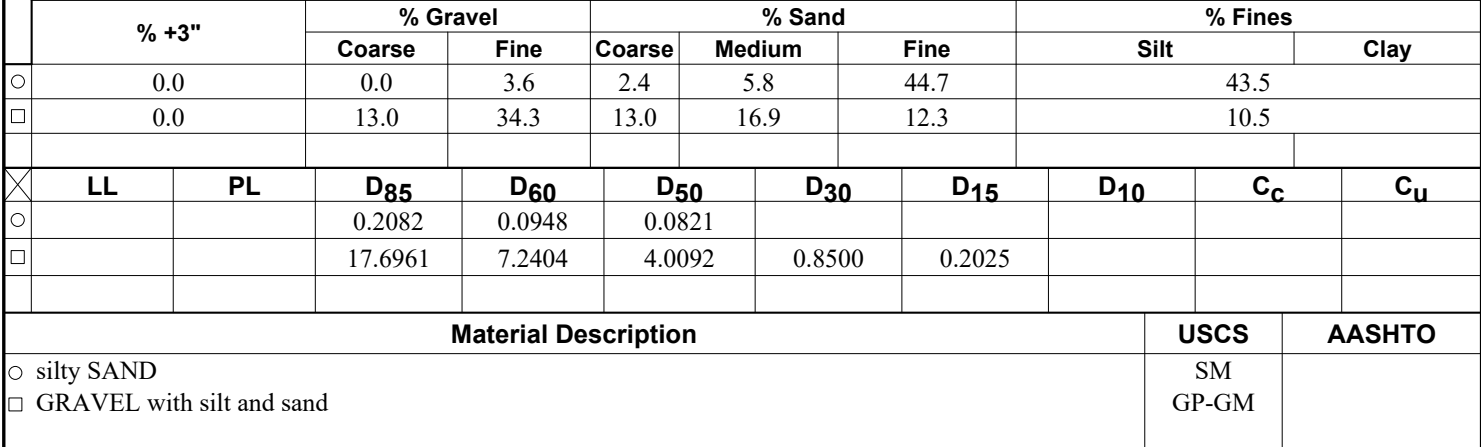 % +3" % Gravel % Sand % Fines
Coarse Fine Coarse Medium Fine Silt Clay
0.0 0.0 3.6 2.4 5.8 44.7 43.5
0.0 13.0 34.3 13.0 16.9 12.3 10.5
LL PL D85 D60 D50 D30 D15 D10 Cc Cu
0.2082 0.0948 0.0821
17.6961 7.2404 4.0092 0.8500 0.2025
Material Description USCS AASHTO
silty SAND SM
GRAVEL with silt and sand GP-GM